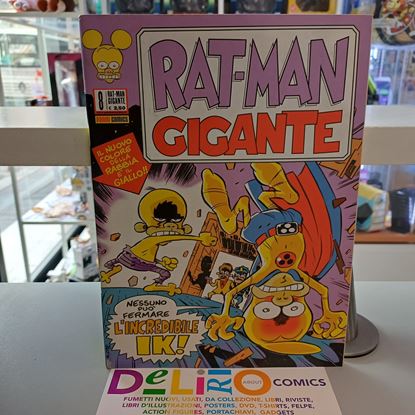 8
RAT-MAN
GIGANTE
€ 2,50
PANINI COMICS
RAT-MAN
GIGANTE
IL NUOVO
COLORE
DELLA
RABBIA
È IL
GIALLO!!
NESSUNO
PUO'
FERMARE
L'INCREDIBILE
IK!
DeLiRiO
ABOUT
COMICS
FUMETTI NUOVI, USATI, DA COLLEZIONE, LIBRI, RIVISTE,
LIBRI D'ILLUSTRAZIONI, POSTERS, DVD, T-SHIRTS, FELPE,
ACTION FIGURES, PORTACHIAVI, GADGETS